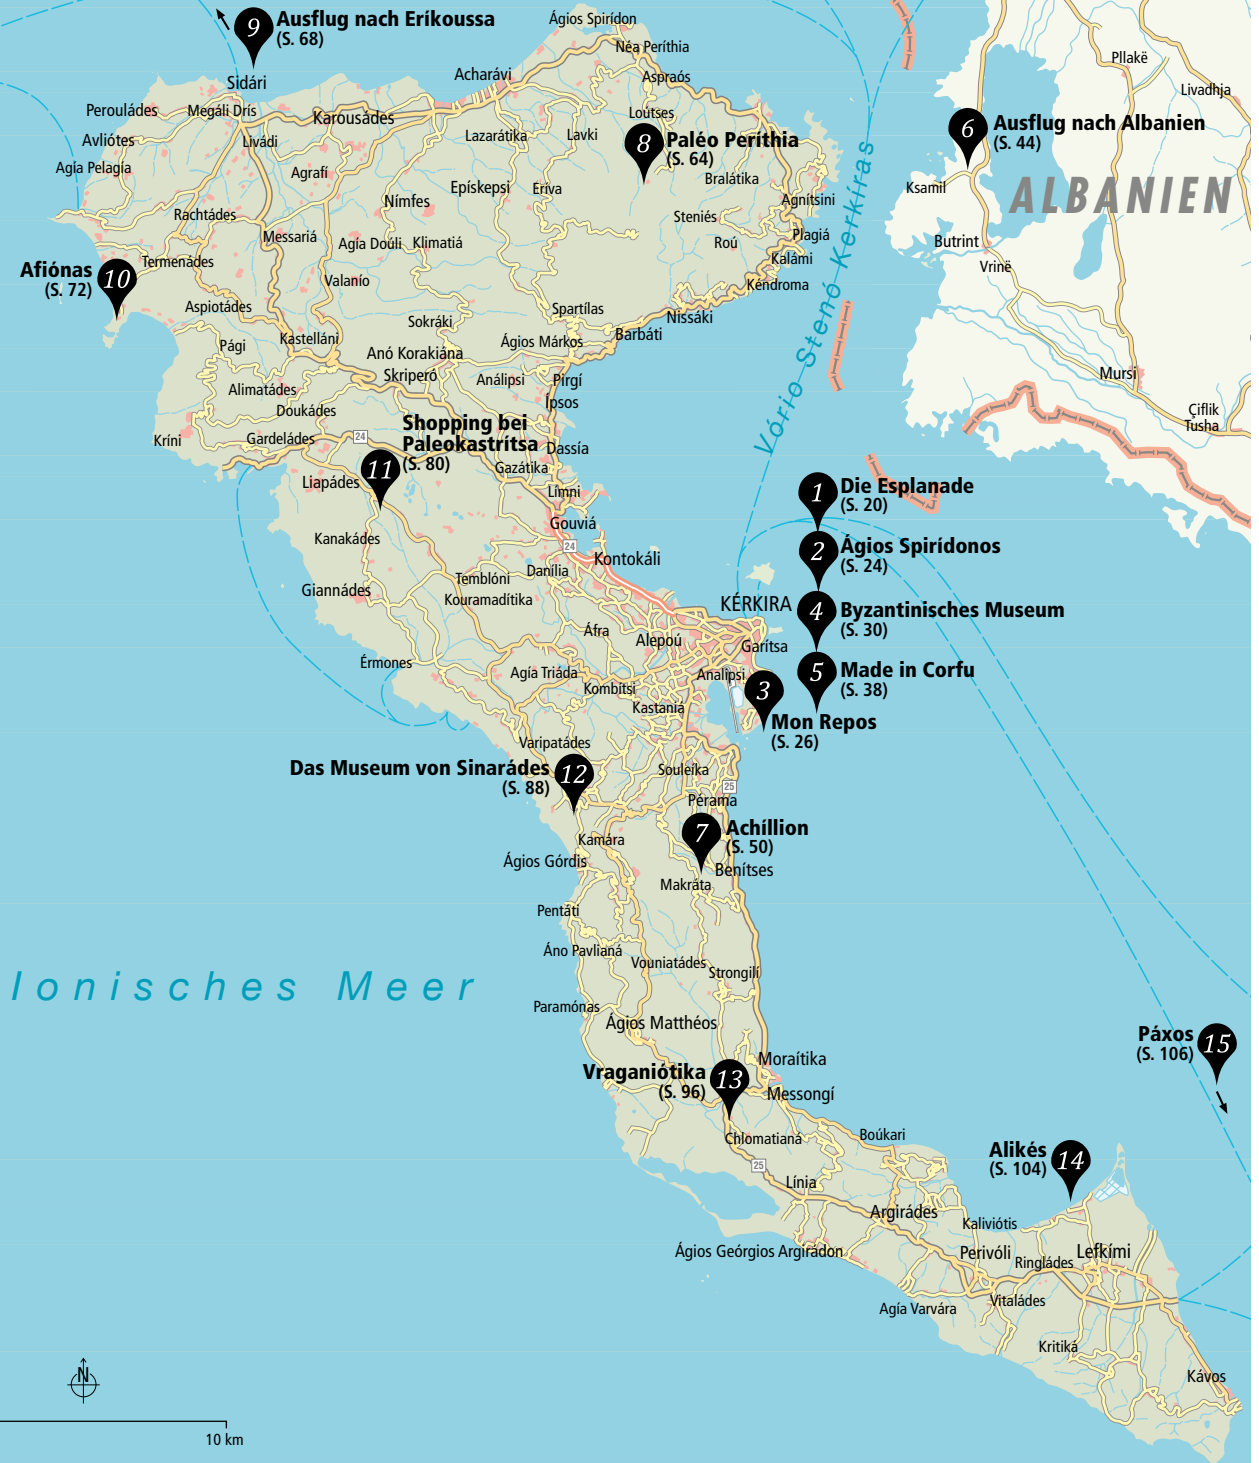 9
Ausflug nach Eríkoussa
(S. 68)
Ágios Spirídon
Néa Períthia
Sidári
Acharávi
Aspraós
Pllakë
Livadhja
Perouládes
Megáli Dris
Karousádes
Loútses
6
Ausflug nach Albanien
(S. 44)
Avliótes
Livádi
Lazarátika
Lavki
8
Paléo Períthia
(S. 64)
Agía Pelagía
Agrafí
Epískepsi
Eriva
Bralátika
Ksamil
ALBANIEN
Rachtádes
Nímfes
Agnítsini
Steniés
Messariá
Agía Doúli
Klimatiá
Roú
Plagiá
Butrint
Termenádes
Kalámi
Vrinë
Afiónas
(S. 72)
10
Valanío
Kéndroma
Vório Stenó Kerkíras
Aspiotádes
Spartílas
Sokráki
Nissáki
Pági
Kastelláni
Ágios Márkos
Barbáti
Anó Korakiána
Skriperó
Análipsi
Pirgí
Mursi
Alimatádes
Ípsos
Doukádes
Çiflik
Tusha
Kríni
Gardeládes
24
Shopping bei
Paleokastrítsa
(S. 80)
11
Dassía
Gazátika
Liapádes
Límni
1
Die Esplanade
(S. 20)
Gouviá
Kanakádes
24
Kontokáli
2
Ágios Spirídonos
(S. 24)
Danília
Temblóni
Giannádes
Kouramadítika
KÉRKIRA
4
Byzantinisches Museum
(S. 30)
Áfra
Alepoú
Garítsa
Érmones
Agía Triáda
Analipsi
5
Made in Corfu
(S. 38)
Kombítsi
3
Mon Repos
(S. 26)
Kastaniá
Varipatádes
Das Museum von Sinarádes
(S. 88)
12
Souleíka
25
Pérama
7
Achíllion
(S. 50)
Kamára
Ágios Górdis
Benítses
Makráta
Pentáti
Áno Pavlianá
Vouniatádes
Strongilí
Ionisches Meer
Paramónas
Ágios Matthéos
Páxos
(S. 106)
15
Moraítika
Vraganiótika
(S. 96)
13
Messongí
Chlomatianá
Boúkari
25
Alikés
(S. 104)
14
Línia
Argirádes
Kaliviótis
Ágios Geórgios Argirádon
Perivóli
Ringládes
Lefkími
Agía Varvára
Vitaládes
Kritiká
Kávos
N
10 km